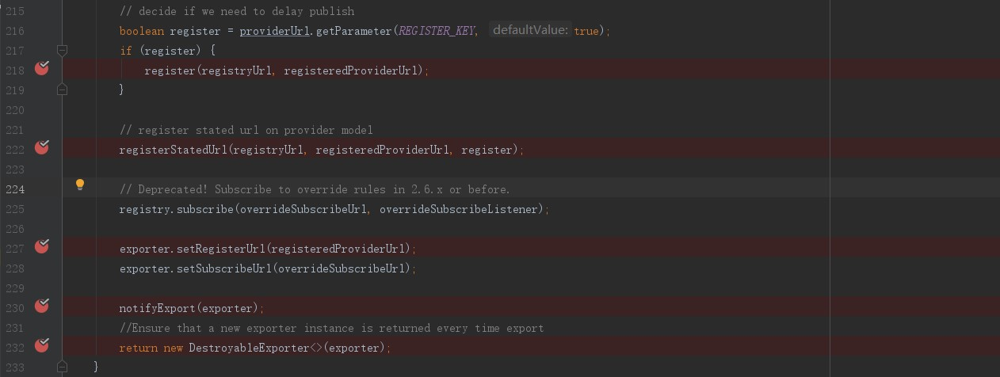 215 // decide if we need to delay publish
216 boolean register = providerUrl.getParameter(REGISTER_KEY, defaultValue: true);
217 if (register) {
218 register(registryUrl, registeredProviderUrl);
219 }
220
221 // register stated url on provider model
222 registerStatedUrl(registryUrl, registeredProviderUrl, register);
223
224 // Deprecated! Subscribe to override rules in 2.6.x or before.
225 registry.subscribe(overrideSubscribeUrl, overrideSubscribeListener);
226
227 exporter.setRegisterUrl(registeredProviderUrl);
228 exporter.setSubscribeUrl(overrideSubscribeUrl);
229
230 notifyExport(exporter);
231 //Ensure that a new exporter instance is returned every time export
232 return new DestroyableExporter<>(exporter);
233 }